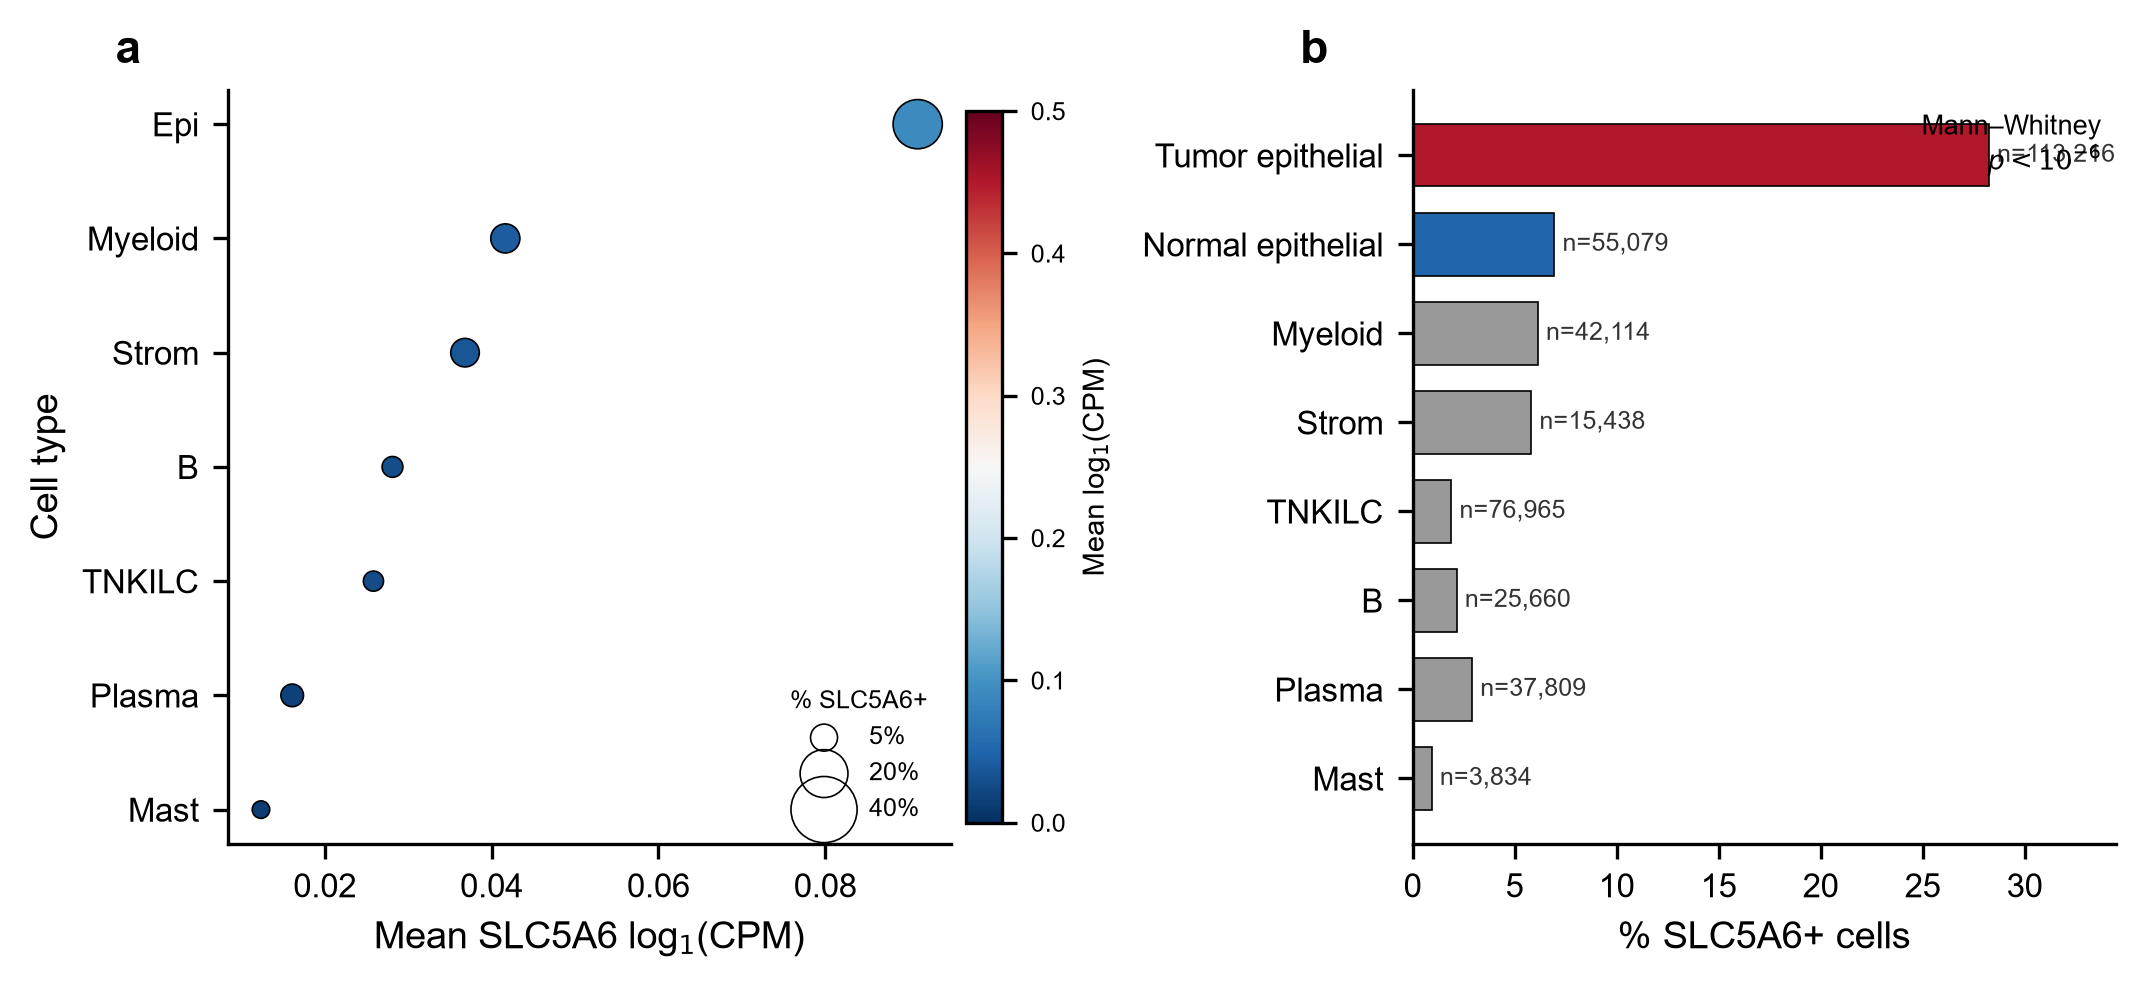 a
Epi
Myeloid
Strom
B
TNKILC
Plasma
Mast
Cell type
0.02 0.04 0.06 0.08
Mean SLC5A6 log₁(CPM)
% SLC5A6+
5%
20%
40%
0.5
0.4
0.3
0.2
0.1
0.0
Mean log₁(CPM)
b
Tumor epithelial
Normal epithelial
Myeloid
Strom
TNKILC
B
Plasma
Mast
Mann–Whitney
n=55,079
n=42,114
n=15,438
n=76,965
n=25,660
n=37,809
n=3,834
0 5 10 15 20 25 30
% SLC5A6+ cells